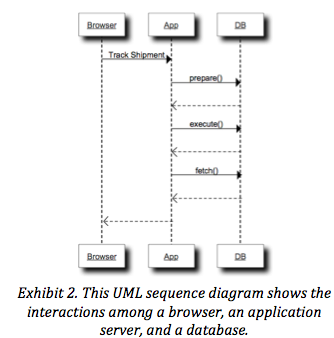 Browser App DB
Track Shipment
prepare()
execute()
fetch()
Browser App DB
Exhibit 2. This UML sequence diagram shows the
interactions among a browser, an application
server, and a database.